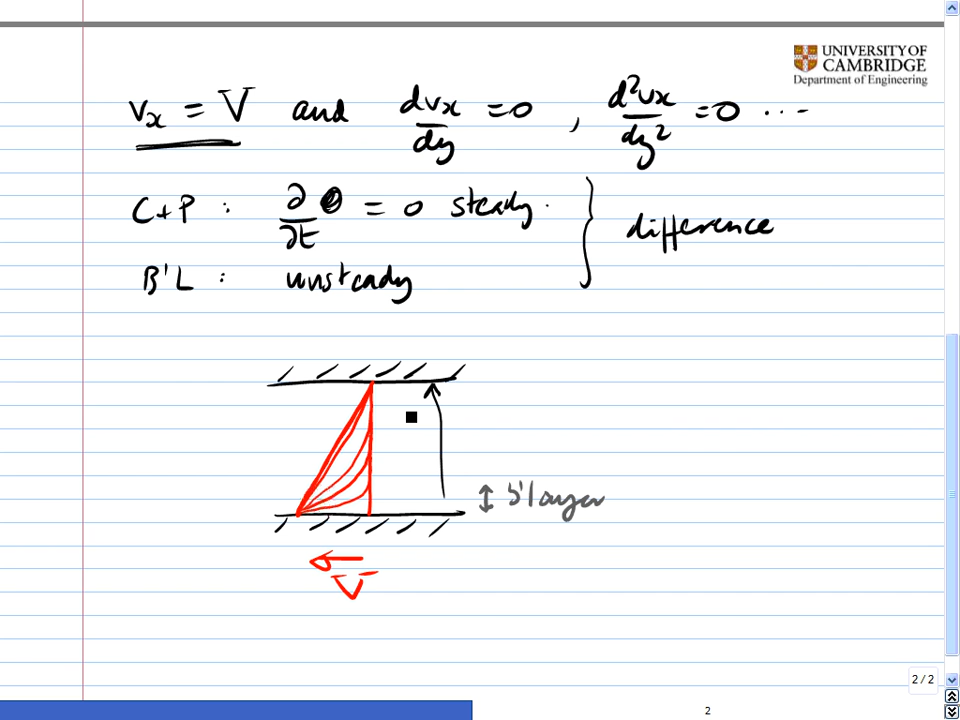 UNIVERSITY OF
CAMBRIDGE
Department of Engineering
vx = V and dvx/dy = 0 , d²vx/dy² = 0 ...
C+P : ∂/∂t = 0 steady.
B'L : unsteady
difference
B'layer
V
2 / 2
2